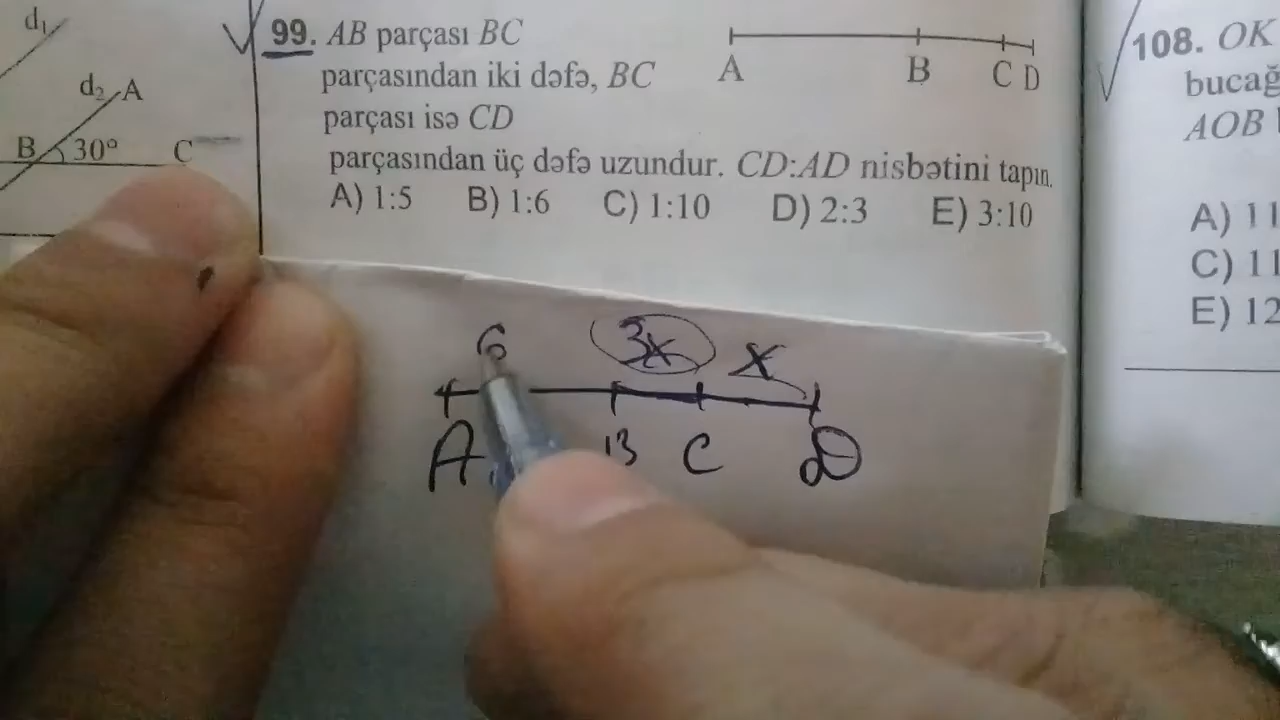 d₁
d₂ A
B 30° C
99. AB parçası BC
parçasından iki dəfə, BC
parçası isə CD
parçasından üç dəfə uzundur. CD:AD nisbətini tapın.
A) 1:5 B) 1:6 C) 1:10 D) 2:3 E) 3:10
A B C D
6 3x x
A B C D
108. OK
bucağ
AOB
A) 11
C) 11
E) 12